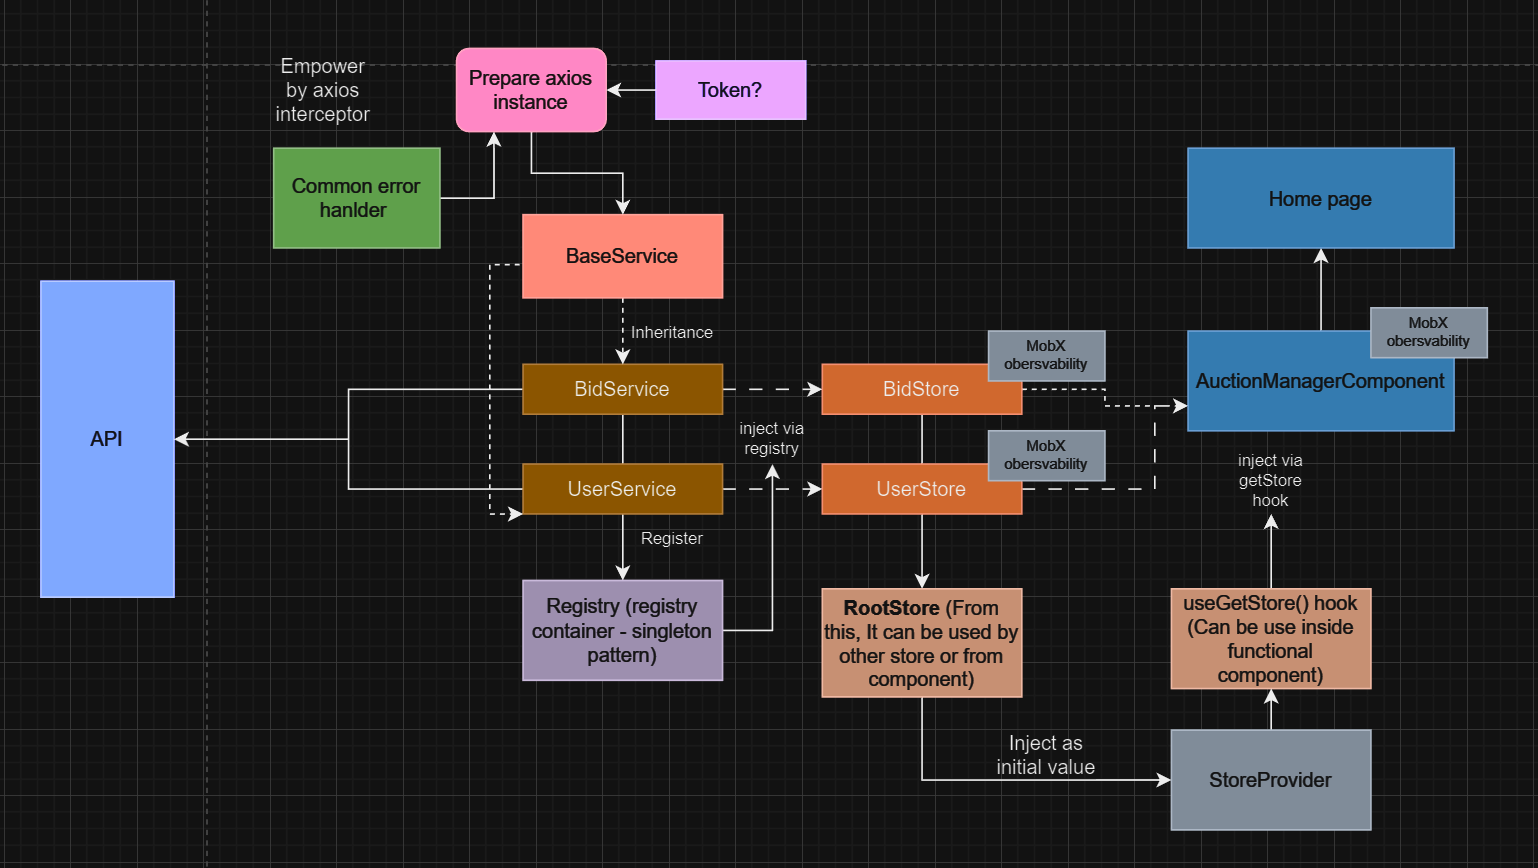 Empower
by axios
interceptor
Prepare axios
instance
Token?
Common error
hanlder
BaseService
Home page
Inheritance
API
BidService
BidStore
MobX
obersvability
MobX
obersvability
AuctionManagerComponent
inject via
registry
UserService
UserStore
MobX
obersvability
inject via
getStore
hook
Register
Registry (registry
container - singleton
pattern)
RootStore (From
this, It can be used by
other store or from
component)
useGetStore() hook
(Can be use inside
functional
component)
Inject as
initial value
StoreProvider